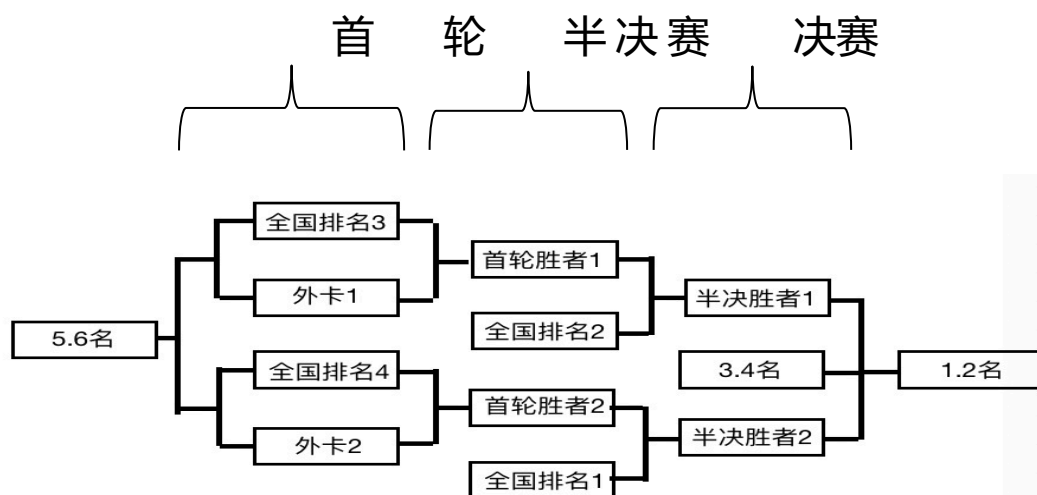 首 轮 半决赛 决赛
全国排名3
首轮胜者1
外卡1
半决胜者1
全国排名2
5.6名
全国排名4
3.4名
1.2名
首轮胜者2
外卡2
半决胜者2
全国排名1